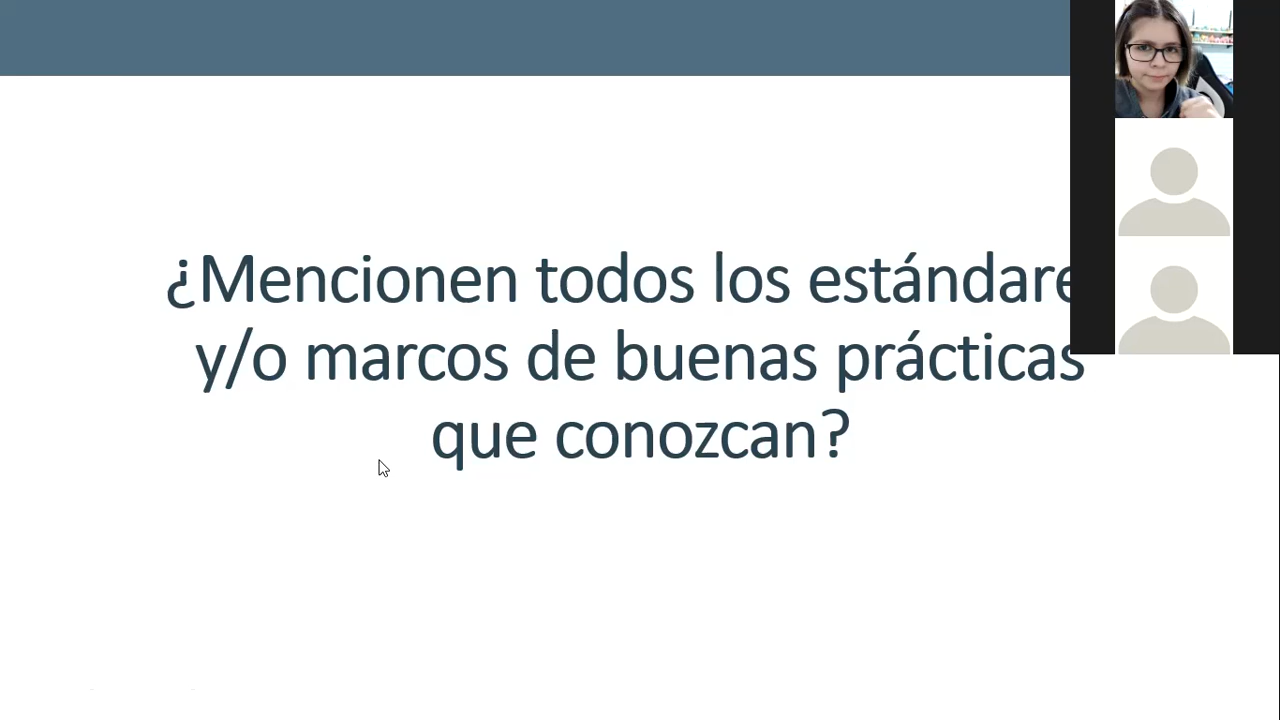 ¿Mencionen todos los estándare
y/o marcos de buenas prácticas
que conozcan?